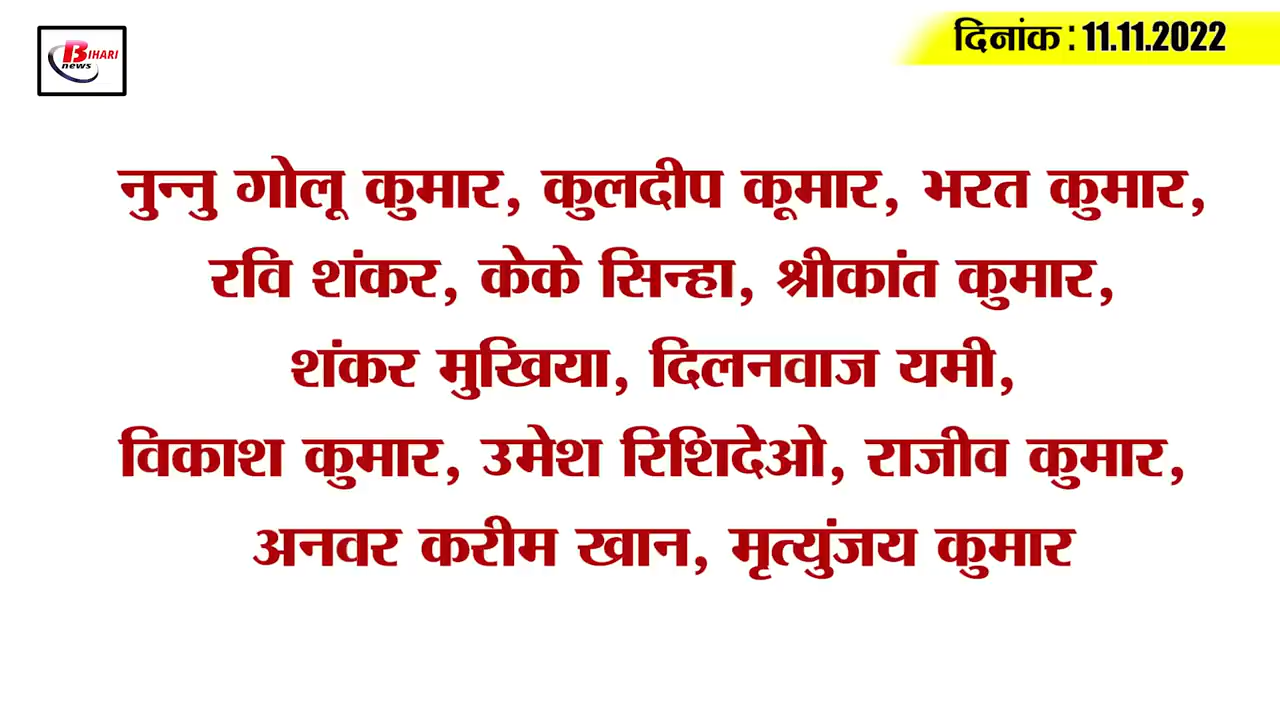 BIHARI
news
दिनांक : 11.11.2022
नुन्नु गोलू कुमार, कुलदीप कूमार, भरत कुमार,
रवि शंकर, केके सिन्हा, श्रीकांत कुमार,
शंकर मुखिया, दिलनवाज यमी,
विकाश कुमार, उमेश रिशिदेओ, राजीव कुमार,
अनवर करीम खान, मृत्युंजय कुमार